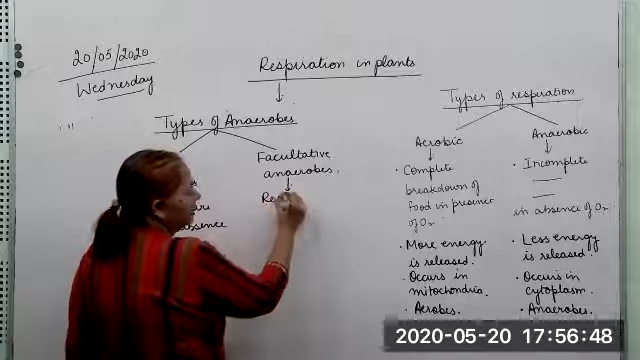 20/05/2020
Wednesday
Respiration in plants
Types of Anaerobes
Facultative
anaerobes.
absence
Types of respiration
Aerobic
• Complete
breakdown of
food in presence
of O₂
• More energy
is released.
• Occurs in
mitochondria.
• Aerobes.
Anaerobic
• Incomplete
in absence of O₂
• Less energy
is released.
• Occurs in
cytoplasm.
• Anaerobes.
2020-05-20 17:56:48